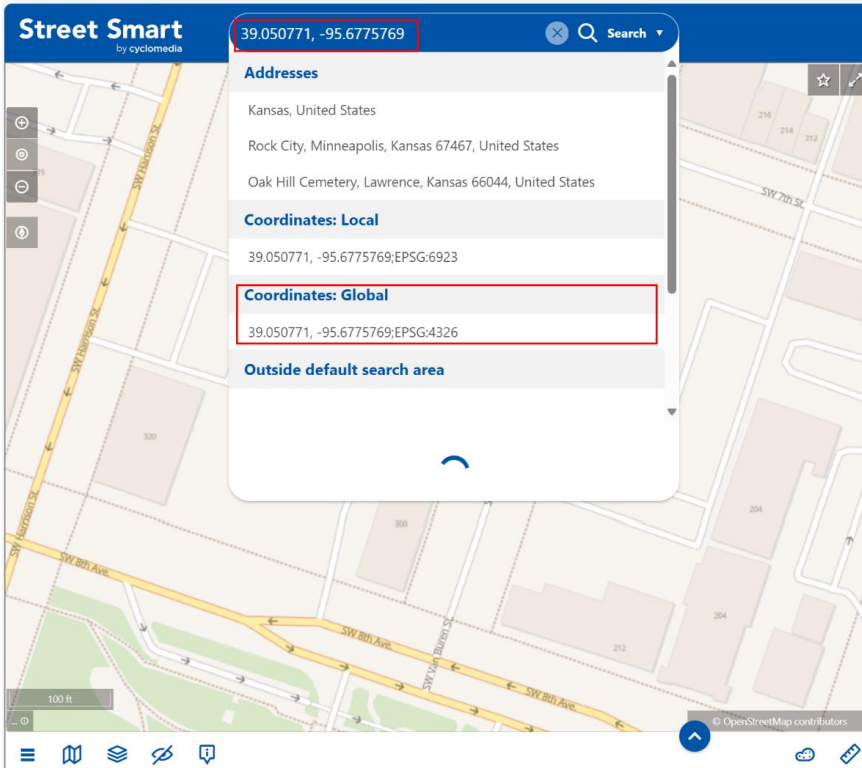 Street Smart
by cyclomedia
39.050771, -95.6775769
Search
Addresses
Kansas, United States
Rock City, Minneapolis, Kansas 67467, United States
Oak Hill Cemetery, Lawrence, Kansas 66044, United States
Coordinates: Local
39.050771, -95.6775769;EPSG:6923
Coordinates: Global
39.050771, -95.6775769;EPSG:4326
Outside default search area
SW Harrison St.
216
214
212
SW 7th St.
SW Harrison St.
320
SW Harrison St.
300
204
SW 8th Ave.
204
SW 8th Ave.
SW Van Buren St.
212
SW 8th Ave.
100 ft
© OpenStreetMap contributors